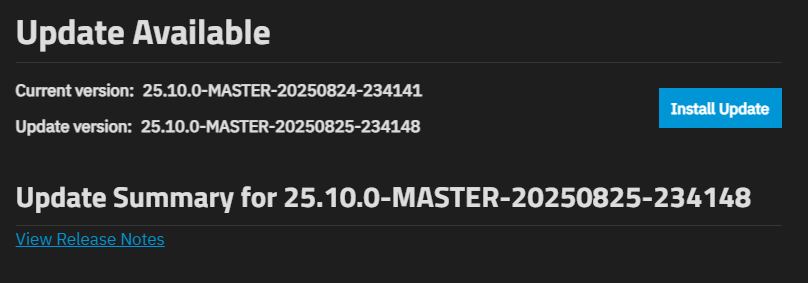 Update Available
Current version: 25.10.0-MASTER-20250824-234141
Install Update
Update version: 25.10.0-MASTER-20250825-234148
Update Summary for 25.10.0-MASTER-20250825-234148
View Release Notes